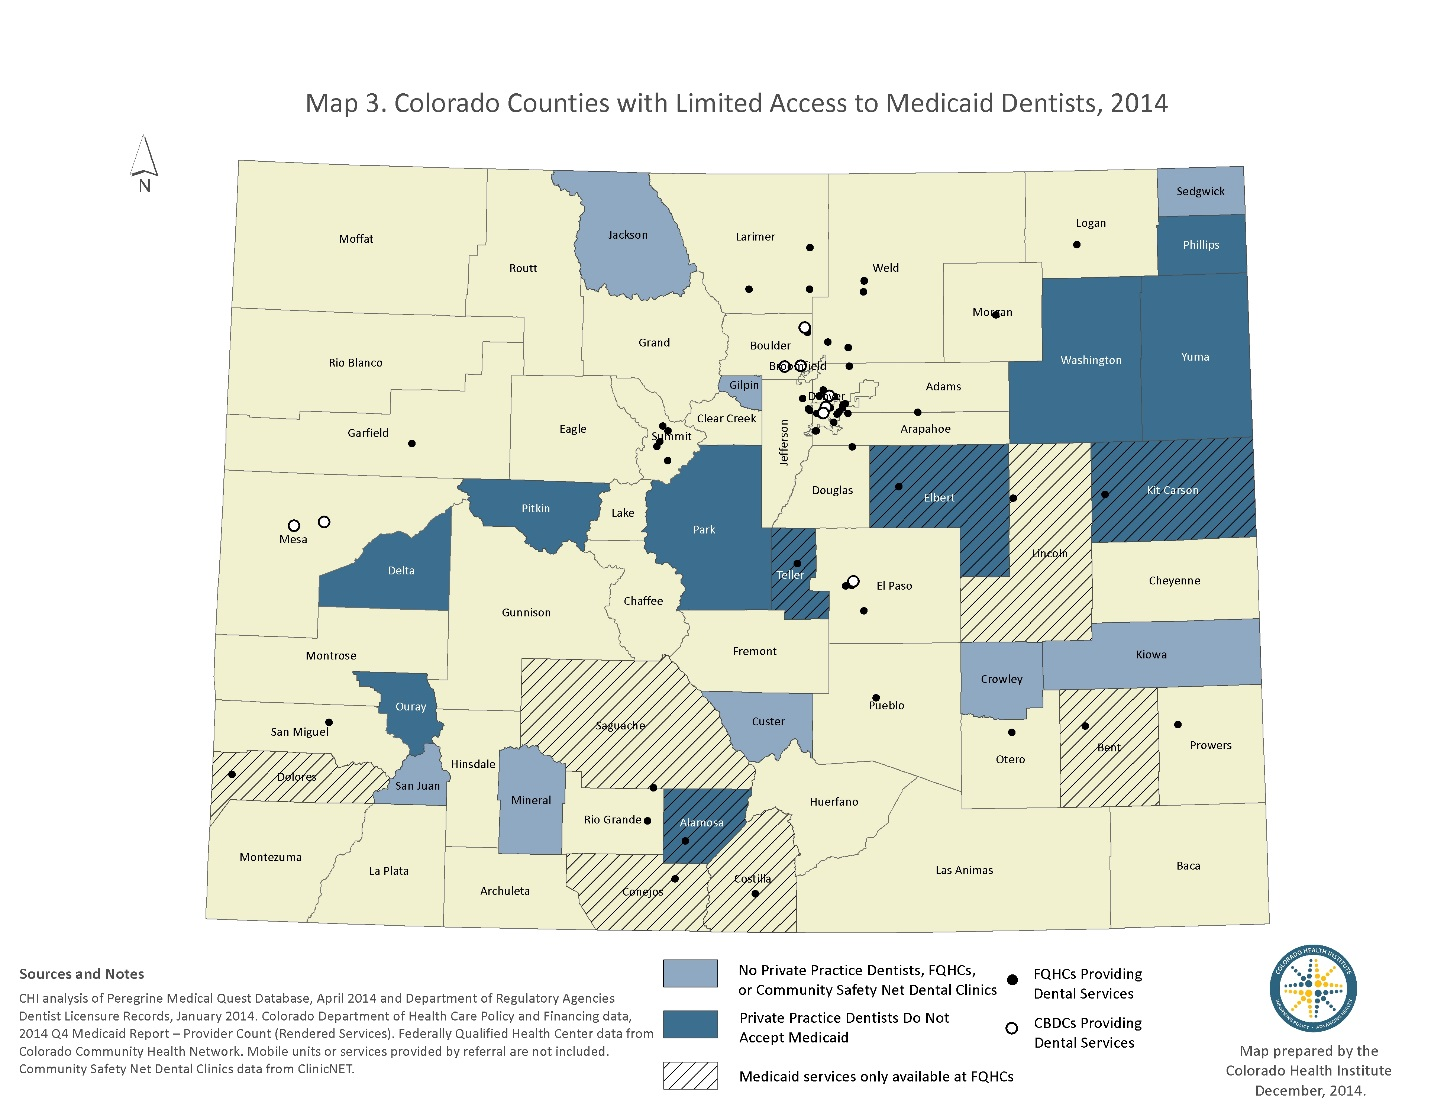 Map 3. Colorado Counties with Limited Access to Medicaid Dentists, 2014
N
Sedgwick
Logan
Jackson
Larimer
Moffat
Phillips
Routt
Weld
Morgan
Grand
Boulder
Washington
Yuma
Rio Blanco
Broomfield
Gilpin
Adams
Denver
Clear Creek
Eagle
Summit
Arapahoe
Garfield
Jefferson
Douglas
Elbert
Kit Carson
Pitkin
Lake
Park
Mesa
Lincoln
Delta
Teller
Cheyenne
El Paso
Chaffee
Gunnison
Fremont
Montrose
Kiowa
Crowley
Ouray
Pueblo
Custer
Saguache
San Miguel
Bent
Prowers
Otero
Hinsdale
Dolores
San Juan
Mineral
Huerfano
Rio Grande
Alamosa
Montezuma
La Plata
Las Animas
Baca
Costilla
Archuleta
Conejos
Sources and Notes
CHI analysis of Peregrine Medical Quest Database, April 2014 and Department of Regulatory Agencies
Dentist Licensure Records, January 2014. Colorado Department of Health Care Policy and Financing data,
2014 Q4 Medicaid Report – Provider Count (Rendered Services). Federally Qualified Health Center data from
Colorado Community Health Network. Mobile units or services provided by referral are not included.
Community Safety Net Dental Clinics data from ClinicNET.
No Private Practice Dentists, FQHCs,
or Community Safety Net Dental Clinics
Private Practice Dentists Do Not
Accept Medicaid
Medicaid services only available at FQHCs
FQHCs Providing
Dental Services
CBDCs Providing
Dental Services
COLORADO HEALTH INSTITUTE
Map prepared by the
Colorado Health Institute
December, 2014.